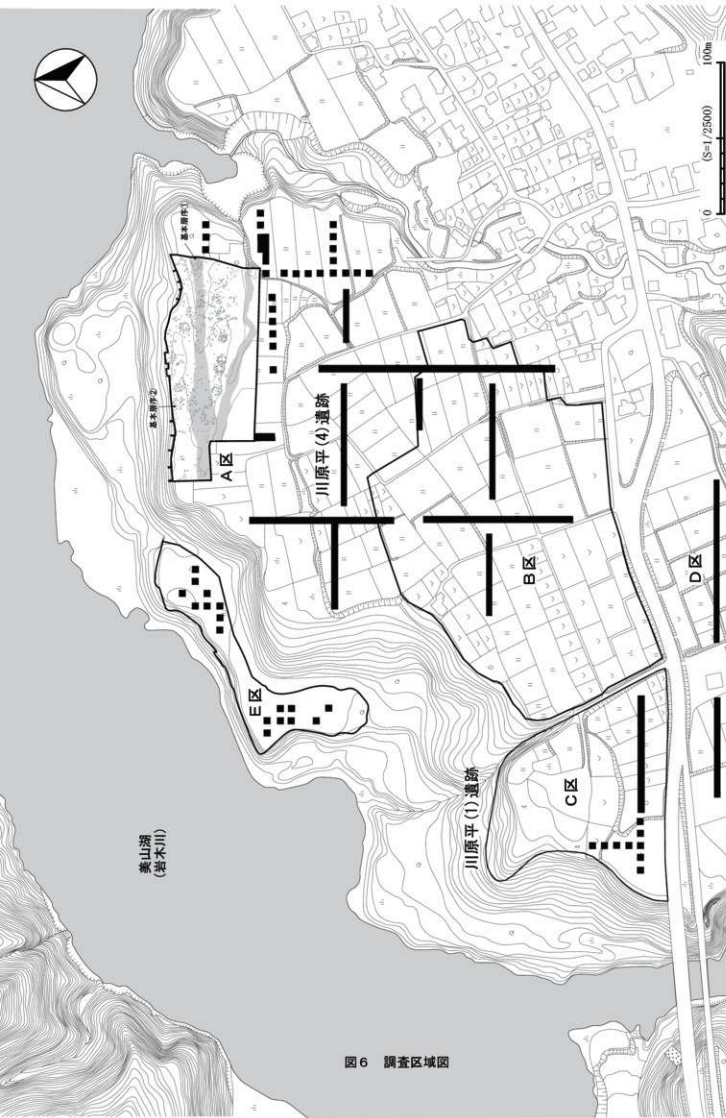 基本層序①
基本層序②
A区
川原平(4)遺跡
B区
E区
美山湖
(岩木川)
川原平(1)遺跡
C区
D区
0 100m
(S=1/2500)
図6 調査区域図